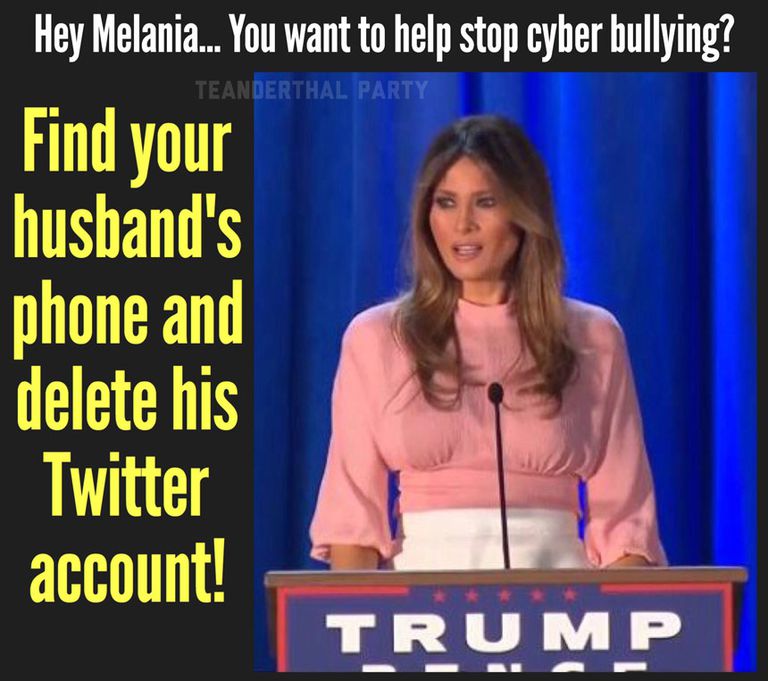 Hey Melania... You want to help stop cyber bullying?
TEANDERTHAL PARTY
Find your
husband's
phone and
delete his
Twitter
account!
TRUMP
PENCE